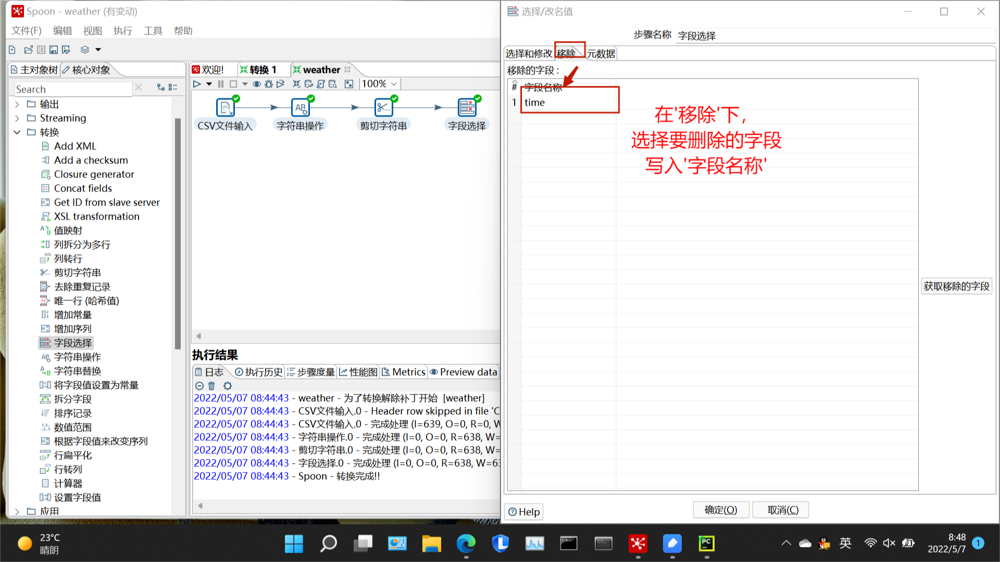 Spoon - weather (有变动)
文件(F) 编辑 视图 执行 工具 帮助
主对象树 核心对象
Search
输出
Streaming
转换
Add XML
Add a checksum
Closure generator
Concat fields
Get ID from slave server
XSL transformation
值映射
列拆分为多行
列转行
剪切字符串
去除重复记录
唯一行 (哈希值)
增加常量
增加序列
字段选择
字符串操作
字符串替换
将字段值设置为常量
拆分字段
排序记录
数值范围
根据字段值来改变序列
行扁平化
行转列
计算器
设置字段值
应用
欢迎! 转换 1 weather
100%
CSV文件输入 字符串操作 剪切字符串 字段选择
执行结果
日志 执行历史 步骤度量 性能图 Metrics Preview data
2022/05/07 08:44:43 - weather - 为了转换解除补丁开始 [weather]
2022/05/07 08:44:43 - CSV文件输入.0 - Header row skipped in file 'C
2022/05/07 08:44:43 - CSV文件输入.0 - 完成处理 (I=639, O=0, R=0, W
2022/05/07 08:44:43 - 字符串操作.0 - 完成处理 (I=0, O=0, R=638, W=
2022/05/07 08:44:43 - 剪切字符串.0 - 完成处理 (I=0, O=0, R=638, W=
2022/05/07 08:44:43 - 字段选择.0 - 完成处理 (I=0, O=0, R=638, W=63
2022/05/07 08:44:43 - Spoon - 转换完成!!
选择/改名值
步骤名称 字段选择
选择和修改 移除 元数据
移除的字段 :
# 字段名称
1 time
在'移除'下,
选择要删除的字段
写入'字段名称'
获取移除的字段
Help
确定(O) 取消(C)
23°C
晴朗
英
8:48
2022/5/7
1